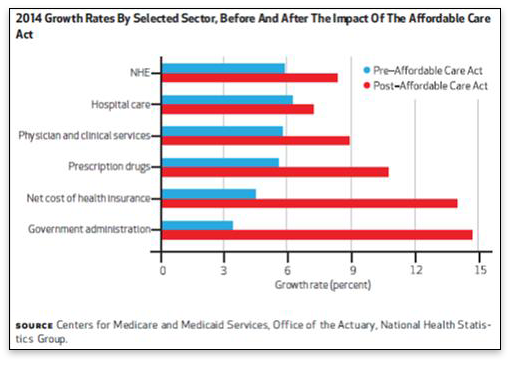 2014 Growth Rates By Selected Sector, Before And After The Impact Of The Affordable Care
Act
NHE
Pre–Affordable Care Act
Post–Affordable Care Act
Hospital care
Physician and clinical services
Prescription drugs
Net cost of health insurance
Government administration
0 3 6 9 12 15
Growth rate (percent)
SOURCE Centers for Medicare and Medicaid Services, Office of the Actuary, National Health Statis-
tics Group.